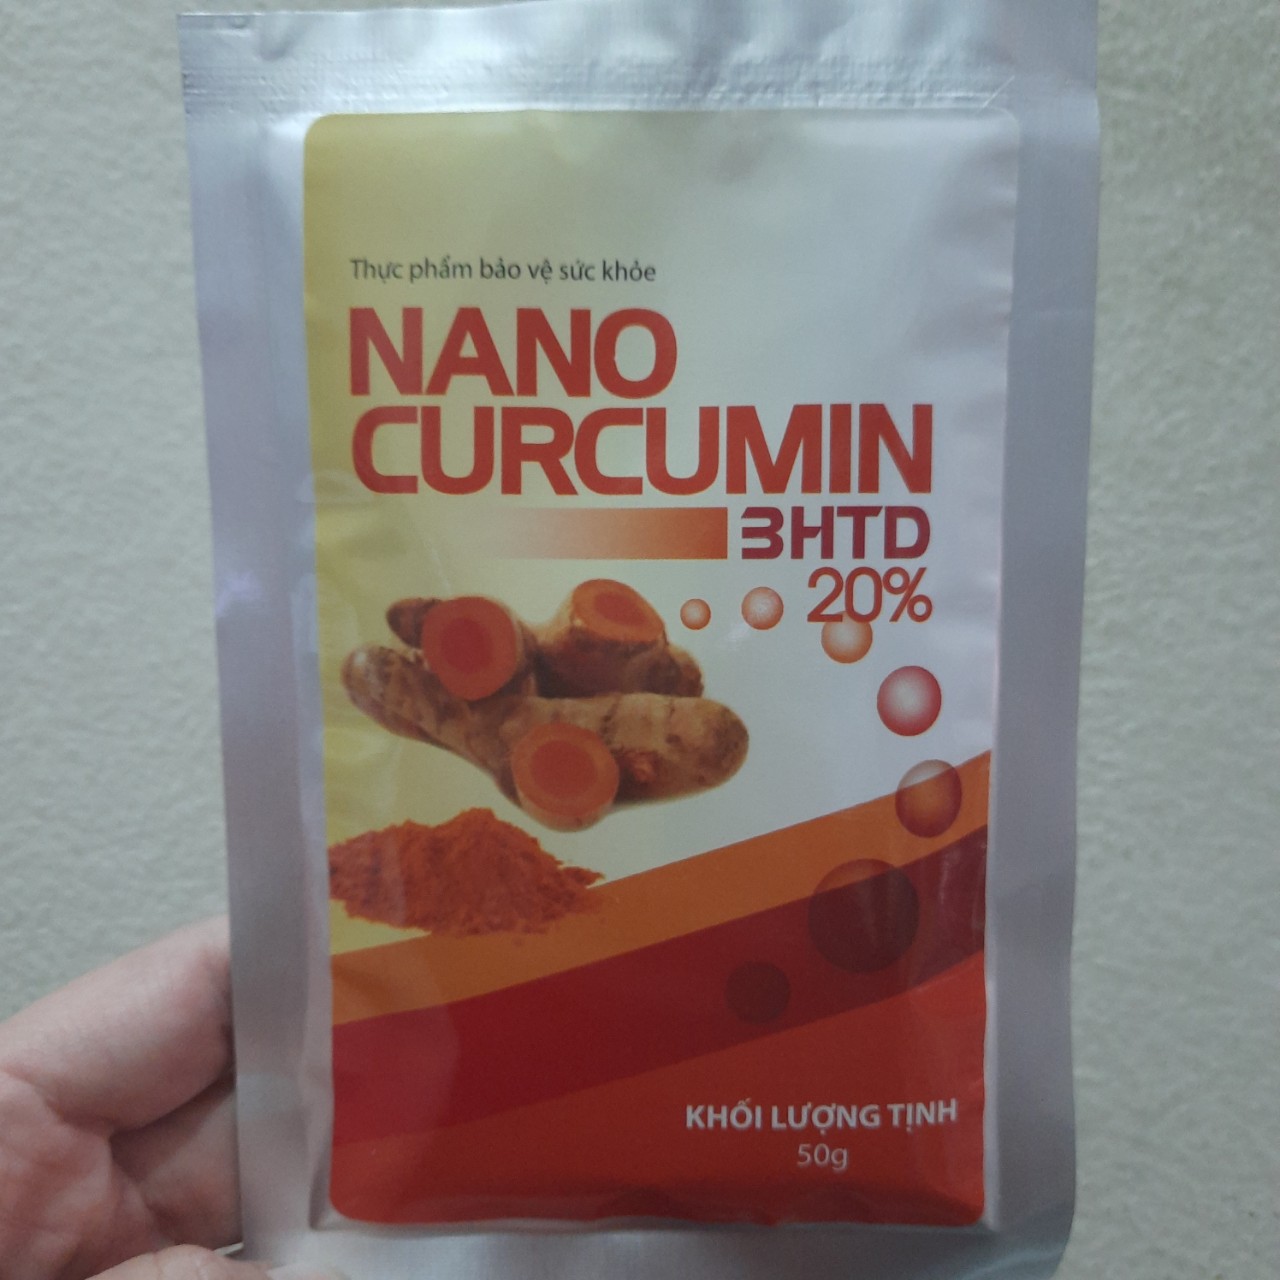 Thực phẩm bảo vệ sức khỏe
NANO
CURCUMIN
3HTD
20%
KHỐI LƯỢNG TỊNH
50g